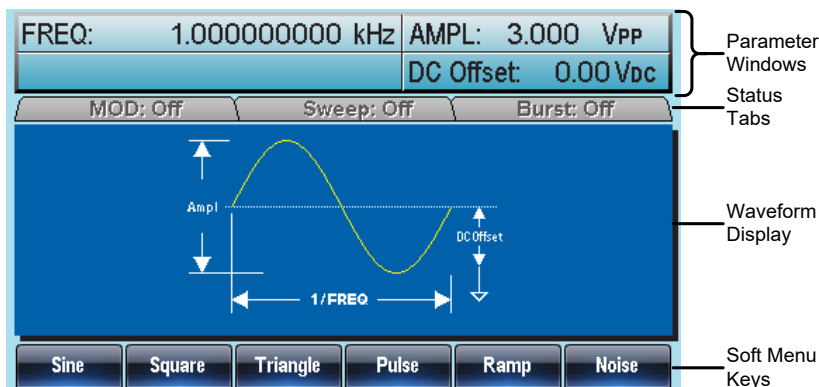 FREQ: 1.000000000 kHz AMPL: 3.000 VPP
DC Offset: 0.00 VDC
Parameter
Windows
MOD: Off Sweep: Off Burst: Off
Status
Tabs
Ampl
DC Offset
1/FREQ
Waveform
Display
Sine Square Triangle Pulse Ramp Noise
Soft Menu
Keys